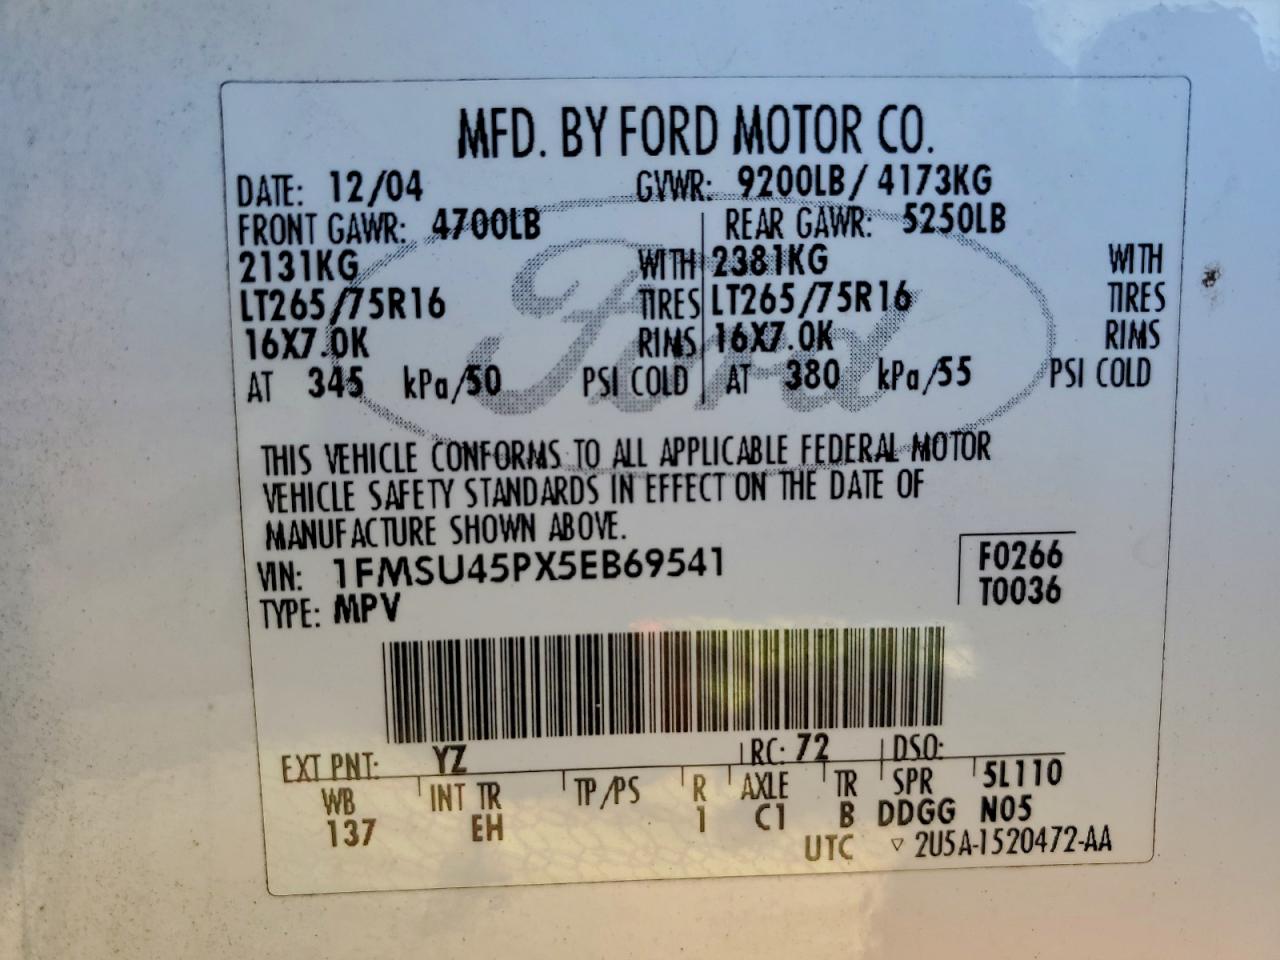 MFD. BY FORD MOTOR CO.
DATE: 12/04 GVWR: 9200LB/4173KG
FRONT GAWR: 4700LB REAR GAWR: 5250LB
2131KG WITH 2381KG WITH
LT265/75R16 TIRES LT265/75R16 TIRES
16X7.0K RIMS 16X7.0K RIMS
AT 345 kPa/50 PSI COLD AT 380 kPa/55 PSI COLD
Ford
THIS VEHICLE CONFORMS TO ALL APPLICABLE FEDERAL MOTOR
VEHICLE SAFETY STANDARDS IN EFFECT ON THE DATE OF
MANUFACTURE SHOWN ABOVE.
VIN: 1FMSU45PX5EB69541 F0266
TYPE: MPV T0036
EXT PNT: YZ RC: 72 DSO:
WB INT TR TP/PS R AXLE TR SPR 5L110
137 EH 1 C1 B DDGG N05
UTC ▽ 2U5A-1520472-AA